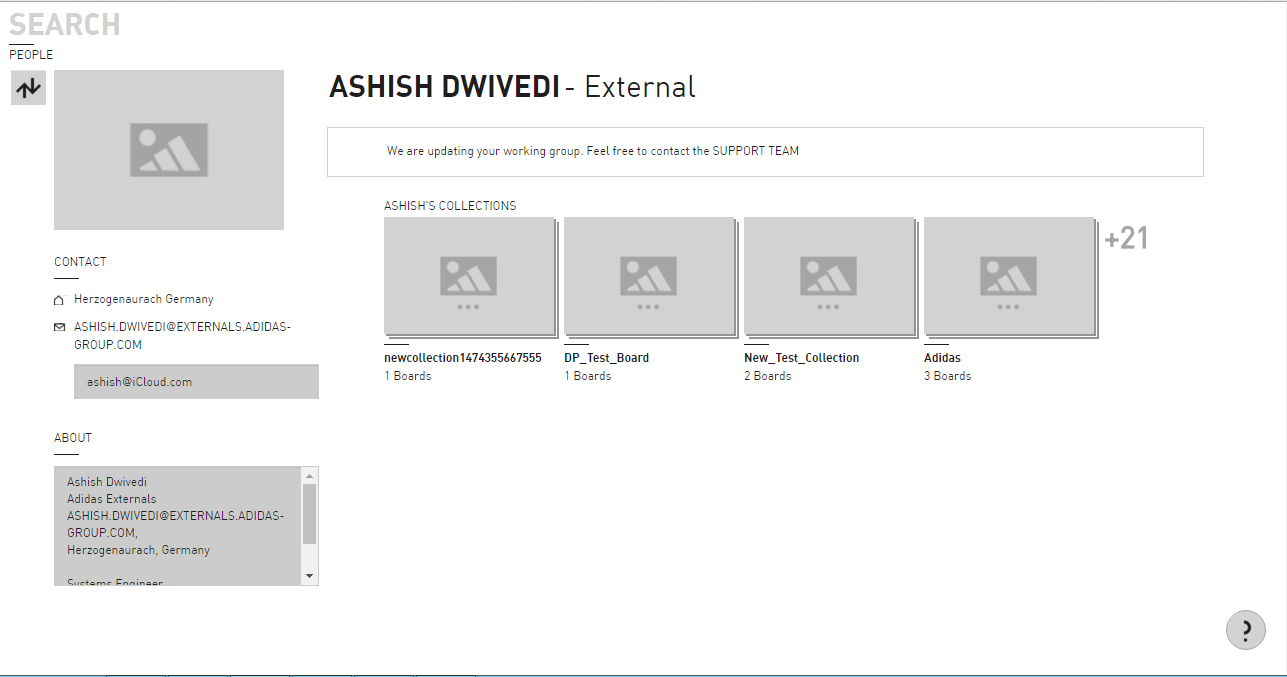 SEARCH
PEOPLE
ASHISH DWIVEDI - External
We are updating your working group. Feel free to contact the SUPPORT TEAM
ASHISH'S COLLECTIONS
+21
newcollection1474355667555
1 Boards
DP_Test_Board
1 Boards
New_Test_Collection
2 Boards
Adidas
3 Boards
CONTACT
Herzogenaurach Germany
ASHISH.DWIVEDI@EXTERNALS.ADIDAS-
GROUP.COM
ashish@iCloud.com
ABOUT
Ashish Dwivedi
Adidas Externals
ASHISH.DWIVEDI@EXTERNALS.ADIDAS-
GROUP.COM,
Herzogenaurach, Germany
Systems Engineer
?